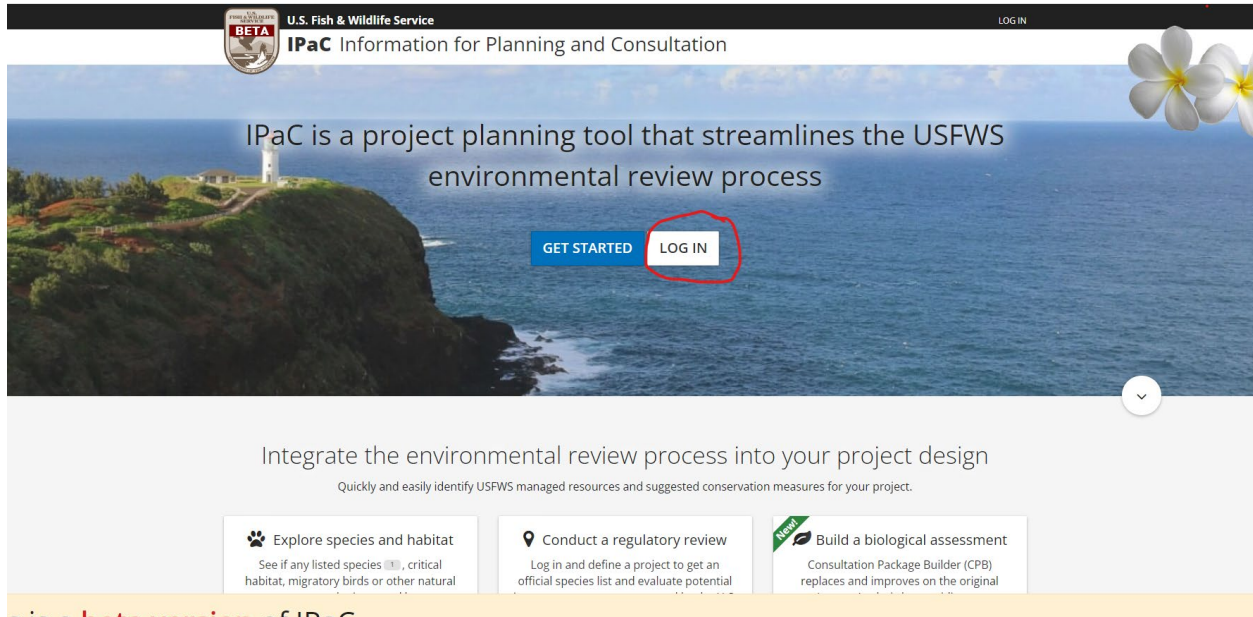 U.S.
FISH & WILDLIFE
SERVICE
BETA
U.S. Fish & Wildlife Service
LOG IN
IPaC Information for Planning and Consultation
IPaC is a project planning tool that streamlines the USFWS
environmental review process
GET STARTED
LOG IN
Integrate the environmental review process into your project design
Quickly and easily identify USFWS managed resources and suggested conservation measures for your project.
Explore species and habitat
See if any listed species 1, critical
habitat, migratory birds or other natural
Conduct a regulatory review
Log in and define a project to get an
official species list and evaluate potential
New!
Build a biological assessment
Consultation Package Builder (CPB)
replaces and improves on the original
is a beta version of IPaC